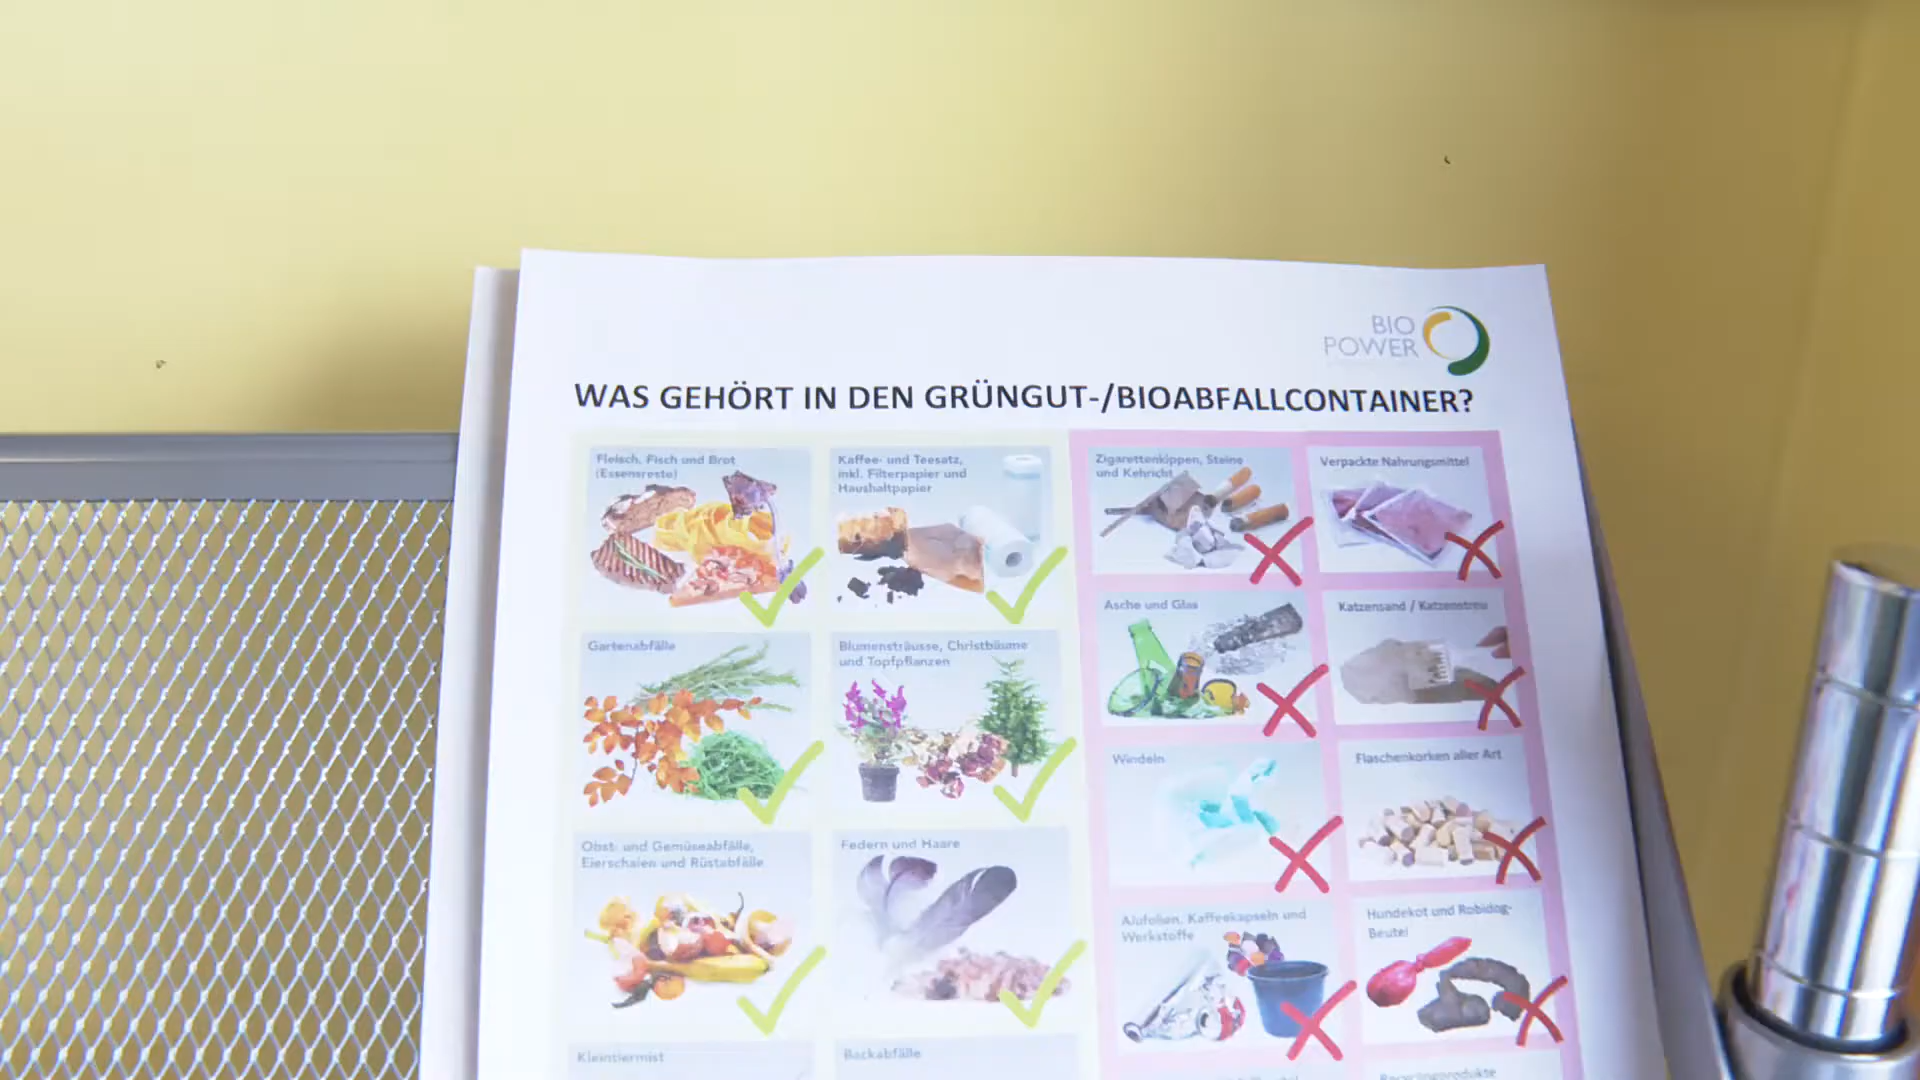 BIO
POWER
WAS GEHÖRT IN DEN GRÜNGUT-/BIOABFALLCONTAINER?
Fleisch, Fisch und Brot
(Essensreste)
Kaffee- und Teesatz,
inkl. Filterpapier und
Haushaltpapier
Zigarettenkippen, Steine
und Kehricht
Verpackte Nahrungsmittel
Gartenabfälle
Blumensträusse, Christbäume
und Topfpflanzen
Asche und Glas
Katzensand / Katzenstreu
Windeln
Flaschenkorken aller Art
Obst- und Gemüseabfälle,
Eierschalen und Rüstabfälle
Federn und Haare
Alufolien, Kaffeekapseln und
Werkstoffe
Hundekot und Robidog-
Beutel
Kleintiermist
Backabfälle
Recyclingprodukte